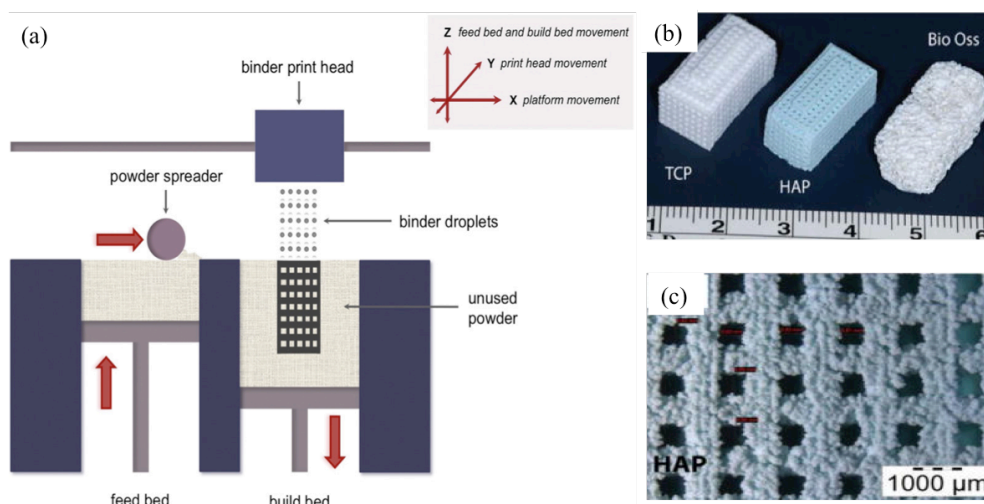 (a)
Z feed bed and build bed movement
Y print head movement
X platform movement
binder print head
powder spreader
binder droplets
unused
powder
feed bed
build bed
(b)
Bio Oss
TCP
HAP
1 2 3 4 5 6
(c)
HAP
1000 µm